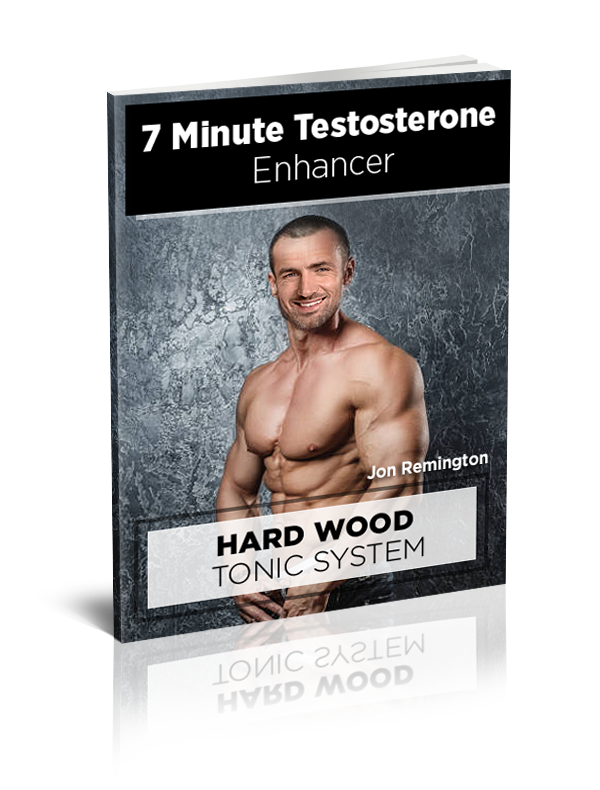 7 Minute Testosterone
Enhancer
Jon Remington
HARD WOOD
TONIC SYSTEM